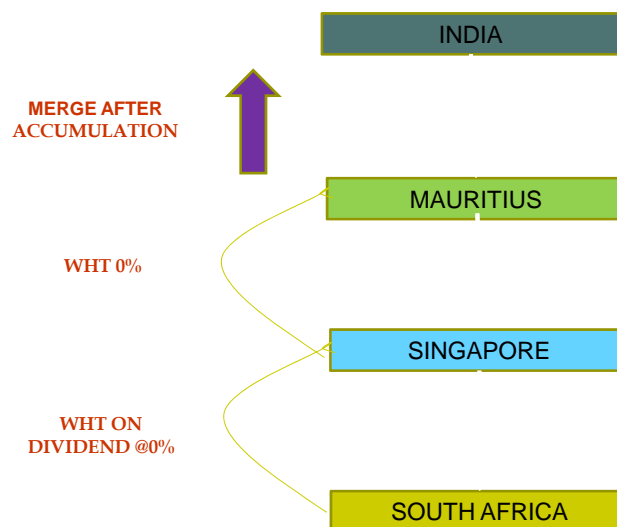 INDIA
MERGE AFTER
ACCUMULATION
MAURITIUS
WHT 0%
SINGAPORE
WHT ON
DIVIDEND @0%
SOUTH AFRICA